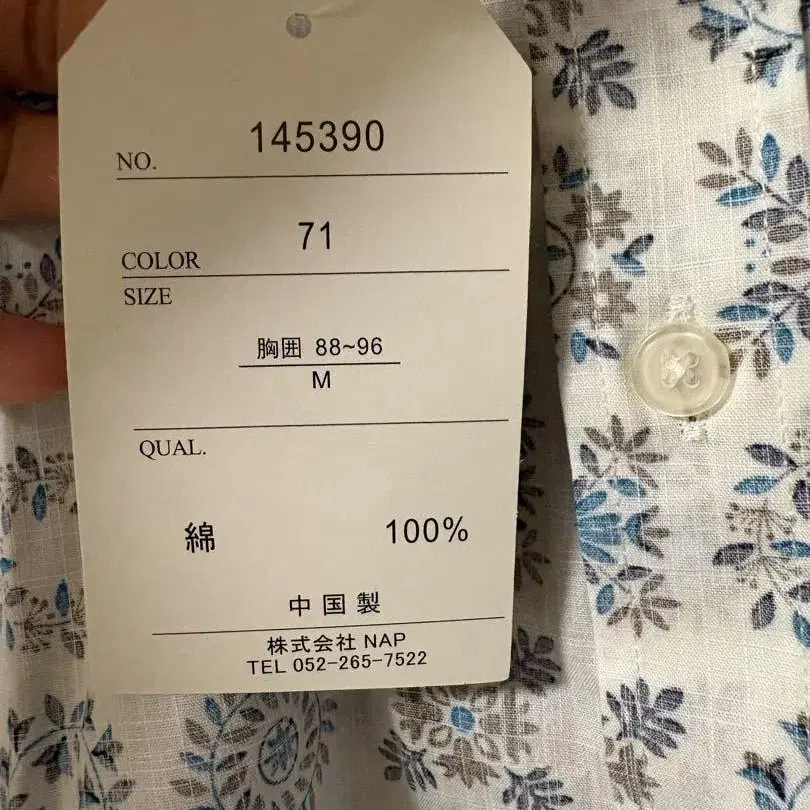 NO. 145390
COLOR 71
SIZE
胸囲 88~96
M
QUAL.
綿 100%
中国製
株式会社 NAP
TEL 052-265-7522